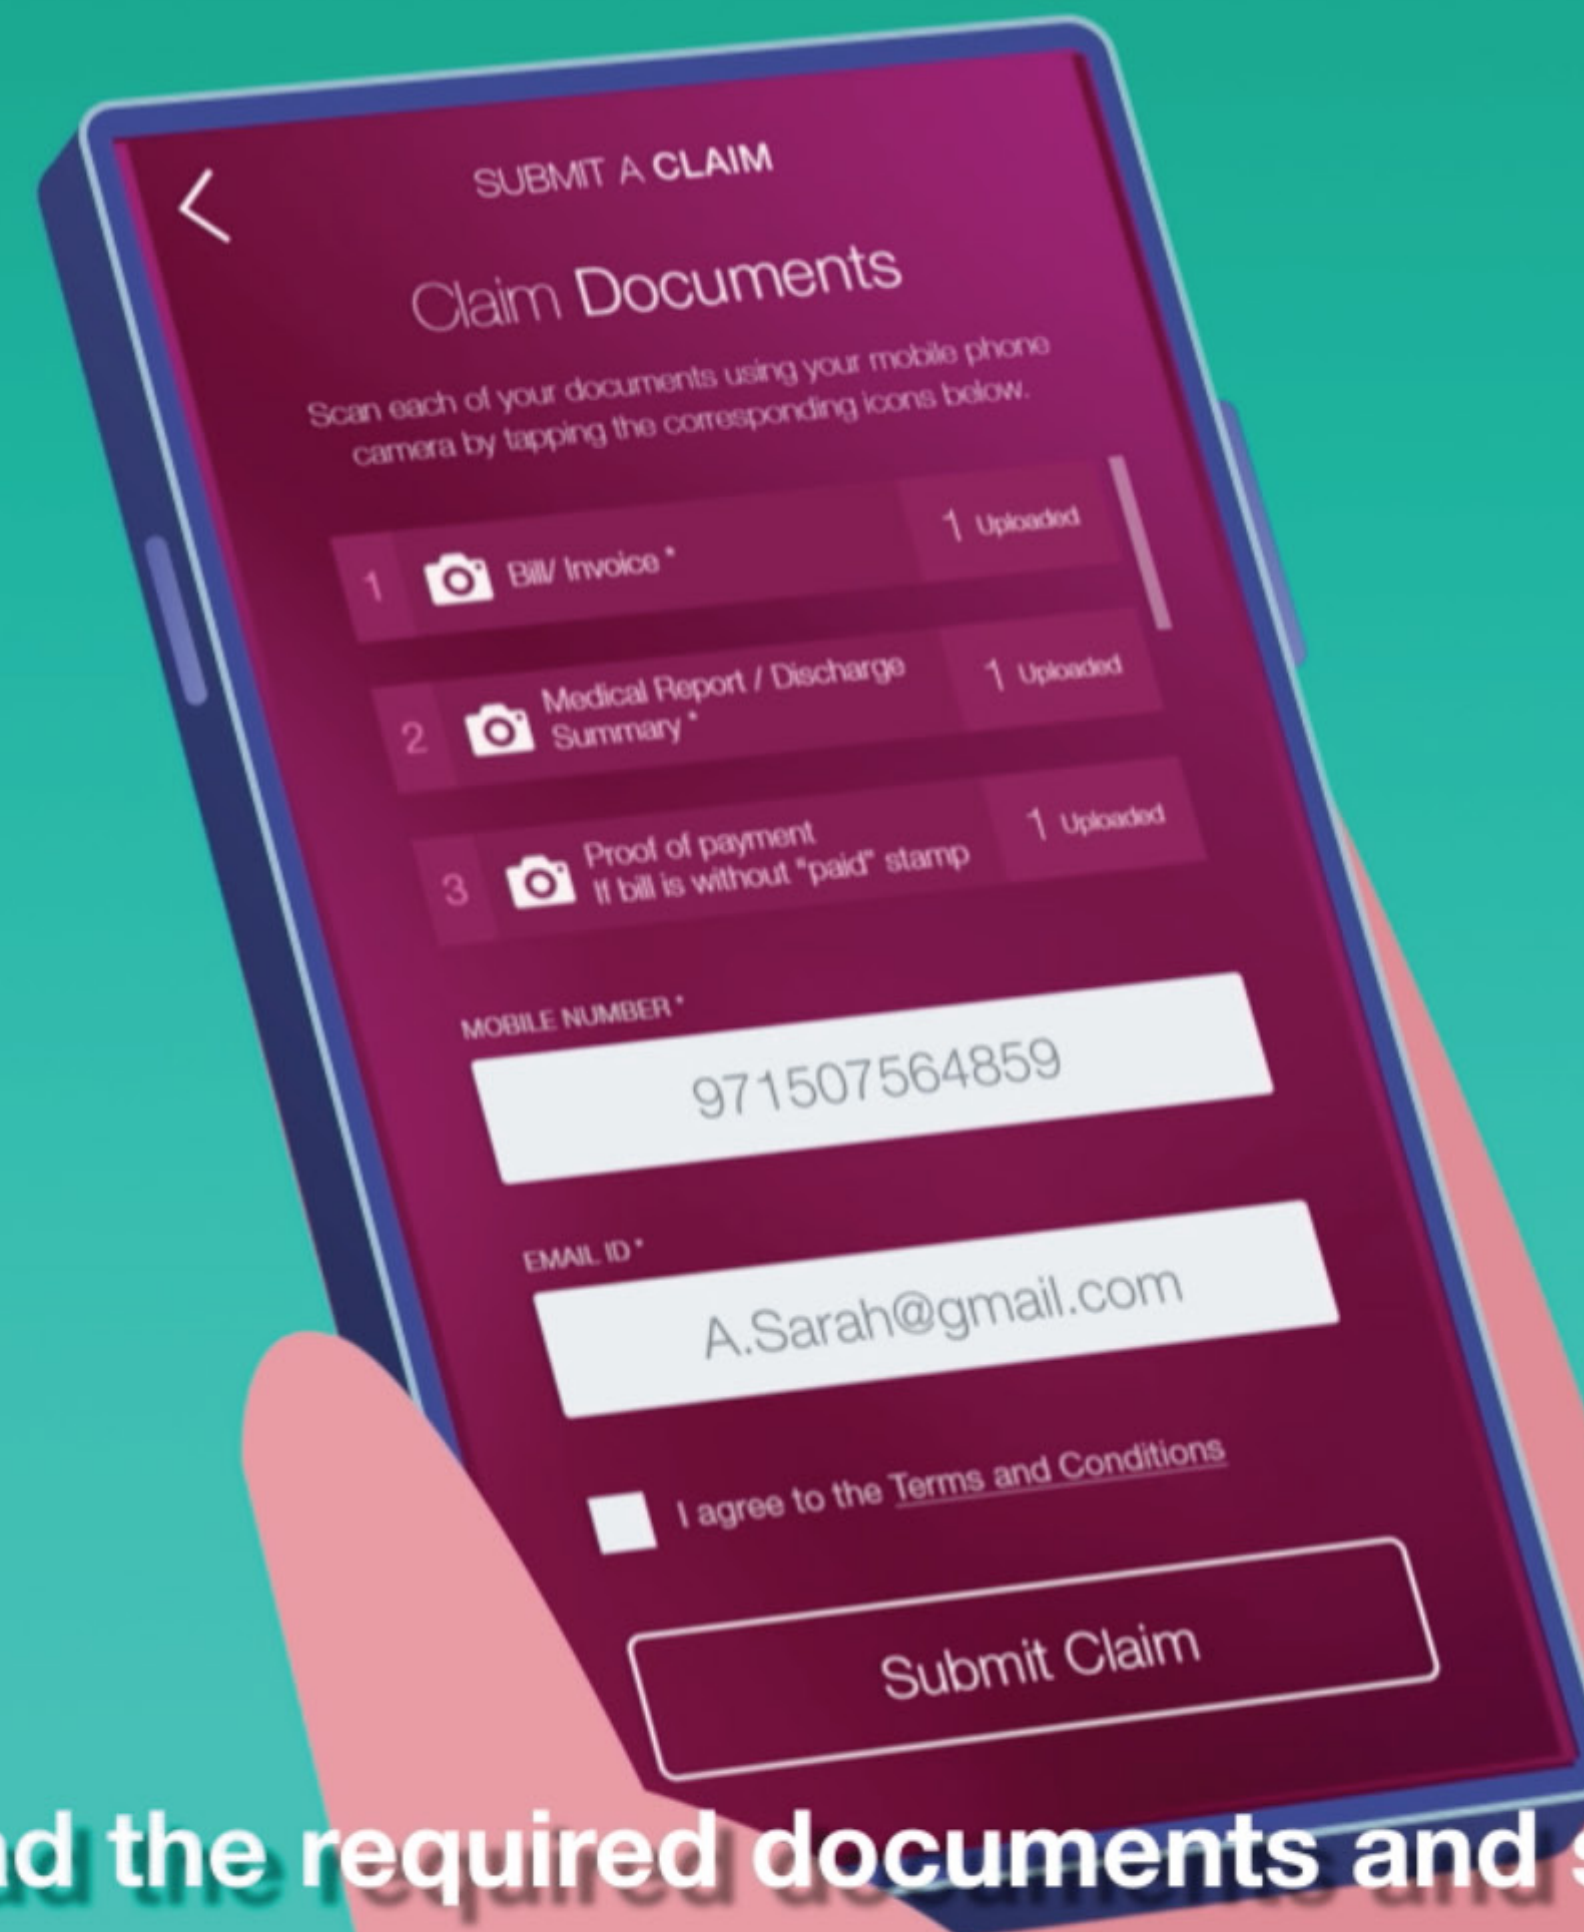 SUBMIT A CLAIM
Claim Documents
Scan each of your documents using your mobile phone
camera by tapping the corresponding icons below.
1 Bill/ Invoice * 1 Uploaded
2 Medical Report / Discharge
Summary * 1 Uploaded
3 Proof of payment
If bill is without "paid" stamp 1 Uploaded
MOBILE NUMBER *
971507564859
EMAIL ID *
A.Sarah@gmail.com
I agree to the Terms and Conditions
Submit Claim
the required documents and